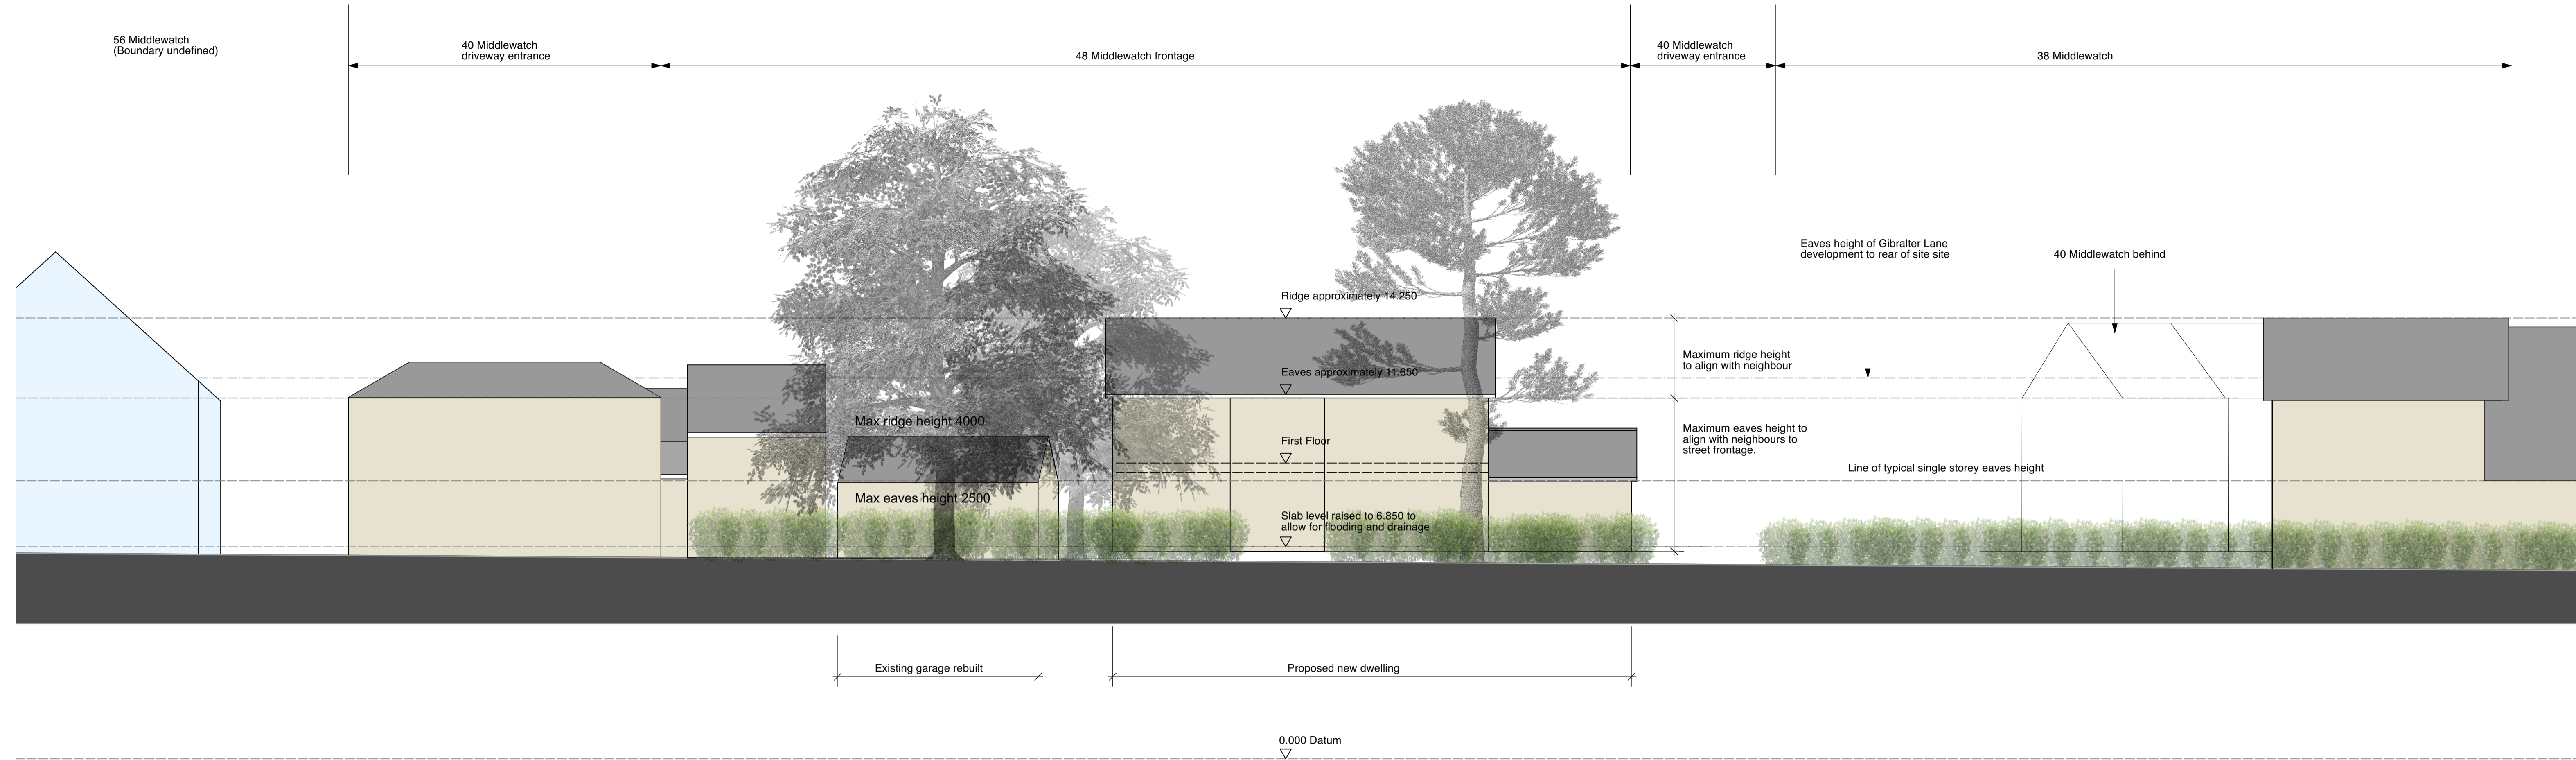 56 Middlewatch
(Boundary undefined)
40 Middlewatch
driveway entrance
48 Middlewatch frontage
40 Middlewatch
driveway entrance
38 Middlewatch
Eaves height of Gibralter Lane
development to rear of site site
40 Middlewatch behind
Ridge approximately 14.250
Maximum ridge height
to align with neighbour
Eaves approximately 11.650
Max ridge height 4000
Maximum eaves height to
align with neighbours to
street frontage.
First Floor
Line of typical single storey eaves height
Max eaves height 2500
Slab level raised to 6.850 to
allow for flooding and drainage
Existing garage rebuilt
Proposed new dwelling
0.000 Datum